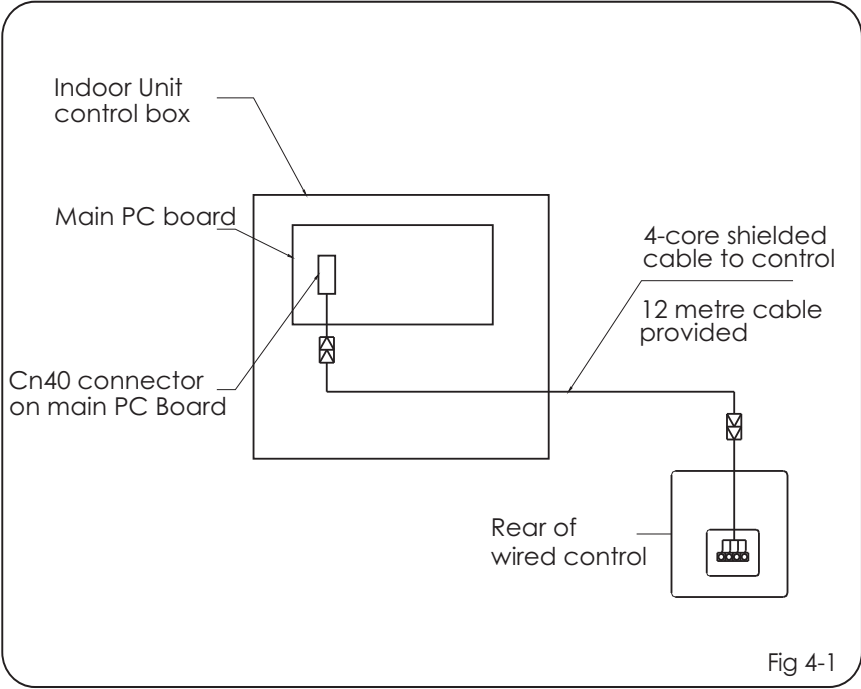 Indoor Unit
control box
Main PC board
4-core shielded
cable to control
12 metre cable
provided
Cn40 connector
on main PC Board
Rear of
wired control
Fig 4-1